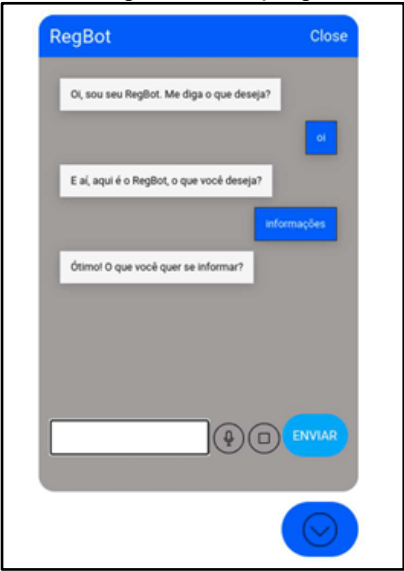 RegBot Close
Oi, sou seu RegBot. Me diga o que deseja?
oi
E aí, aqui é o RegBot, o que você deseja?
informações
Ótimo! O que você quer se informar?
ENVIAR